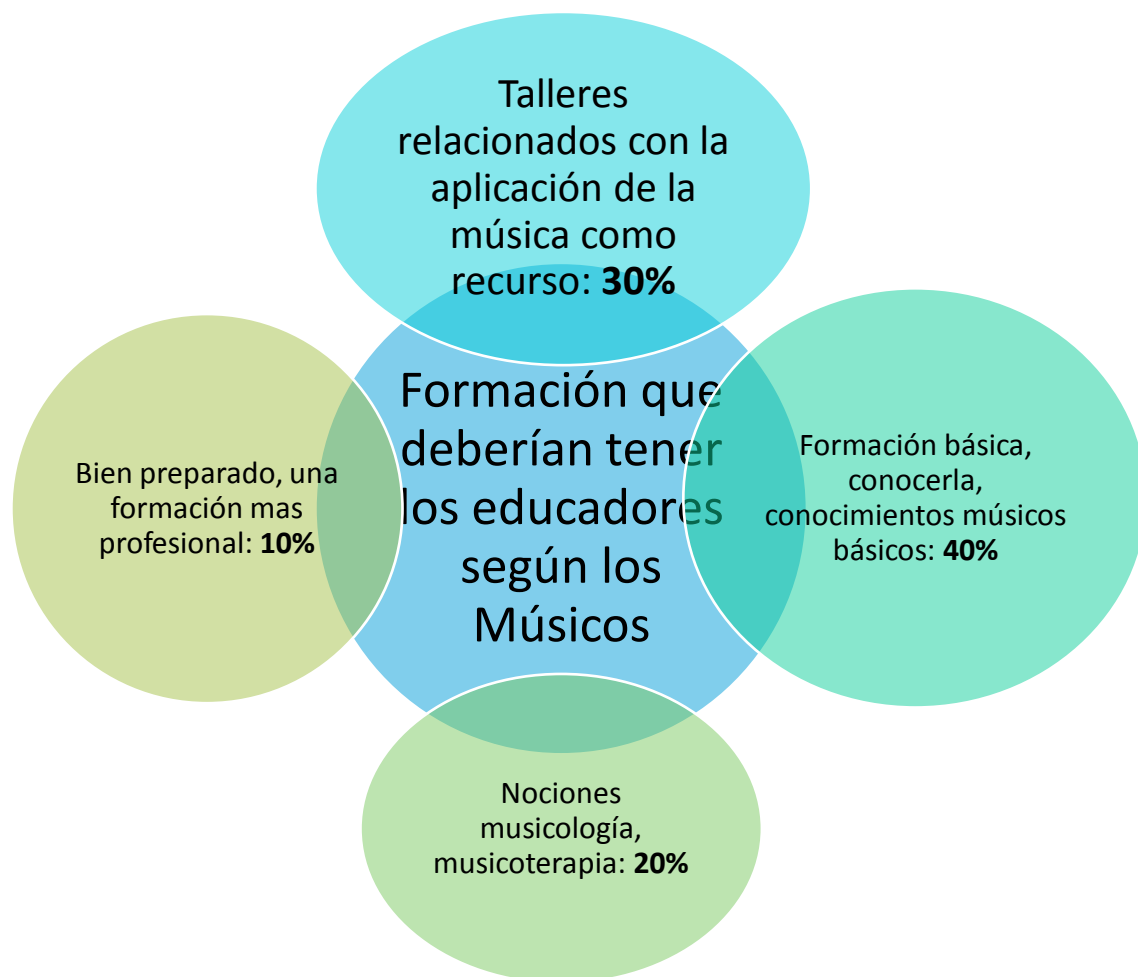 Talleres
relacionados con la
aplicación de la
música como
recurso: 30%
Formación que
deberían tener
los educadores
según los
Músicos
Bien preparado, una
formación mas
profesional: 10%
Formación básica,
conocerla,
conocimientos músicos
básicos: 40%
Nociones
musicología,
musicoterapia: 20%